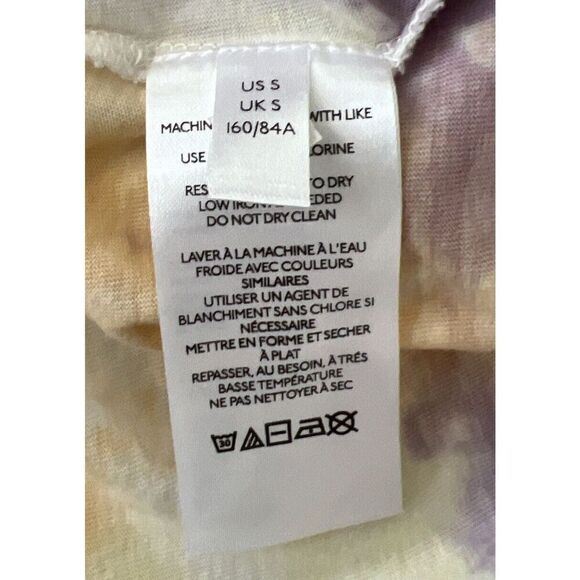 US S
UK S
160/84A
WITH LIKE
USE
RES TO DRY
LOW IRON
DO NOT DRY CLEAN
LAVER À LA MACHINE À L'EAU
FROIDE AVEC COULEURS
SIMILAIRES
UTILISER UN AGENT DE
BLANCHIMENT SANS CHLORE SI
NÉCESSAIRE
METTRE EN FORME ET SECHER
À PLAT
REPASSER, AU BESOIN, À TRÉS
BASSE TEMPÉRATURE
NE PAS NETTOYER À SEC
30